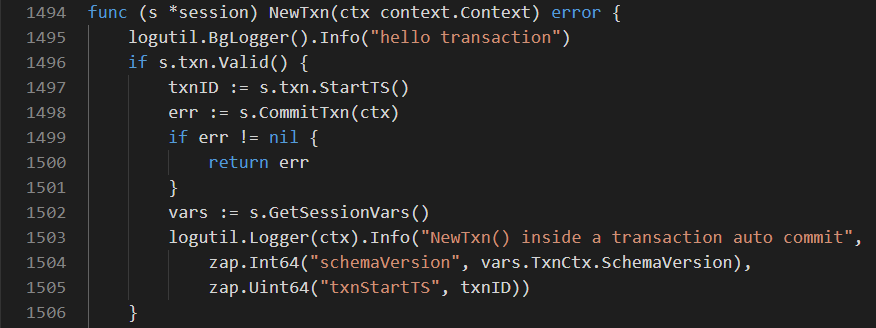 1494 func (s *session) NewTxn(ctx context.Context) error {
1495     logutil.BgLogger().Info("hello transaction")
1496     if s.txn.Valid() {
1497         txnID := s.txn.StartTS()
1498         err := s.CommitTxn(ctx)
1499         if err != nil {
1500             return err
1501         }
1502         vars := s.GetSessionVars()
1503         logutil.Logger(ctx).Info("NewTxn() inside a transaction auto commit",
1504             zap.Int64("schemaVersion", vars.TxnCtx.SchemaVersion),
1505             zap.Uint64("txnStartTS", txnID))
1506     }